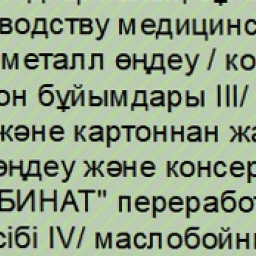 водству медицинс
металл өңдеу / ко
он бұйымдары III/
және картоннан жа
өңдеу және консер
БИНАТ" переработ
сібі IV/ маслобойн